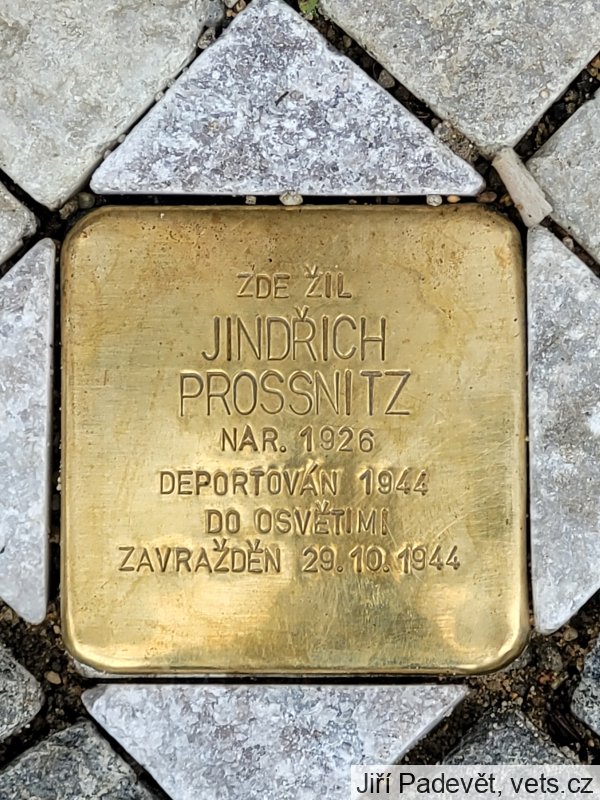 ZDE ŽIL
JINDŘICH
PROSSNITZ
NAR. 1926
DEPORTOVÁN 1944
DO OSVĚTIMI
ZAVRAŽDĚN 29.10.1944
Jiří Padevět, vets.cz